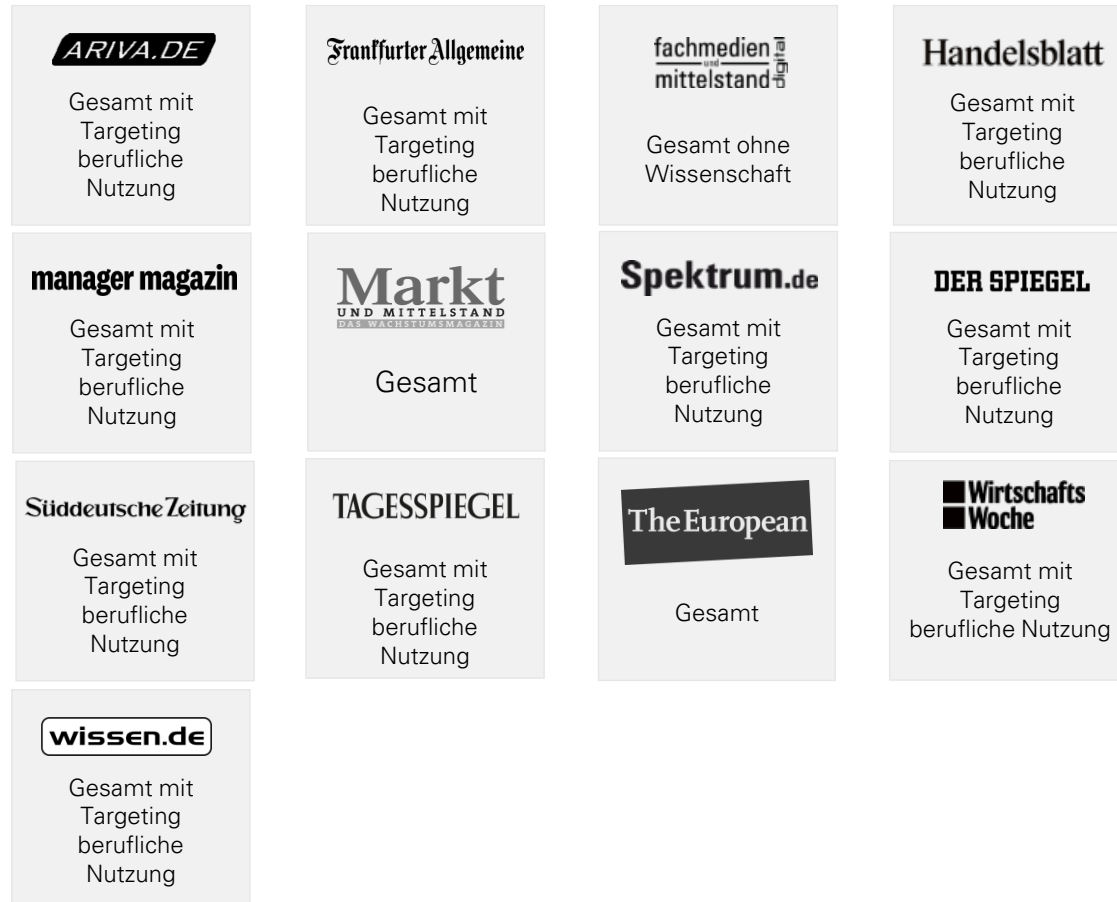 ARIVA.DE
Gesamt mit
Targeting
berufliche
Nutzung
Frankfurter Allgemeine
Gesamt mit
Targeting
berufliche
Nutzung
fachmedien
und
mittelstand
digital
Gesamt ohne
Wissenschaft
Handelsblatt
Gesamt mit
Targeting
berufliche
Nutzung
manager magazin
Gesamt mit
Targeting
berufliche
Nutzung
Markt
UND MITTELSTAND
DAS WACHSTUMSMAGAZIN
Gesamt
Spektrum.de
Gesamt mit
Targeting
berufliche
Nutzung
DER SPIEGEL
Gesamt mit
Targeting
berufliche
Nutzung
Süddeutsche Zeitung
Gesamt mit
Targeting
berufliche
Nutzung
TAGESSPIEGEL
Gesamt mit
Targeting
berufliche
Nutzung
The European
Gesamt
Wirtschafts
Woche
Gesamt mit
Targeting
berufliche Nutzung
wissen.de
Gesamt mit
Targeting
berufliche
Nutzung